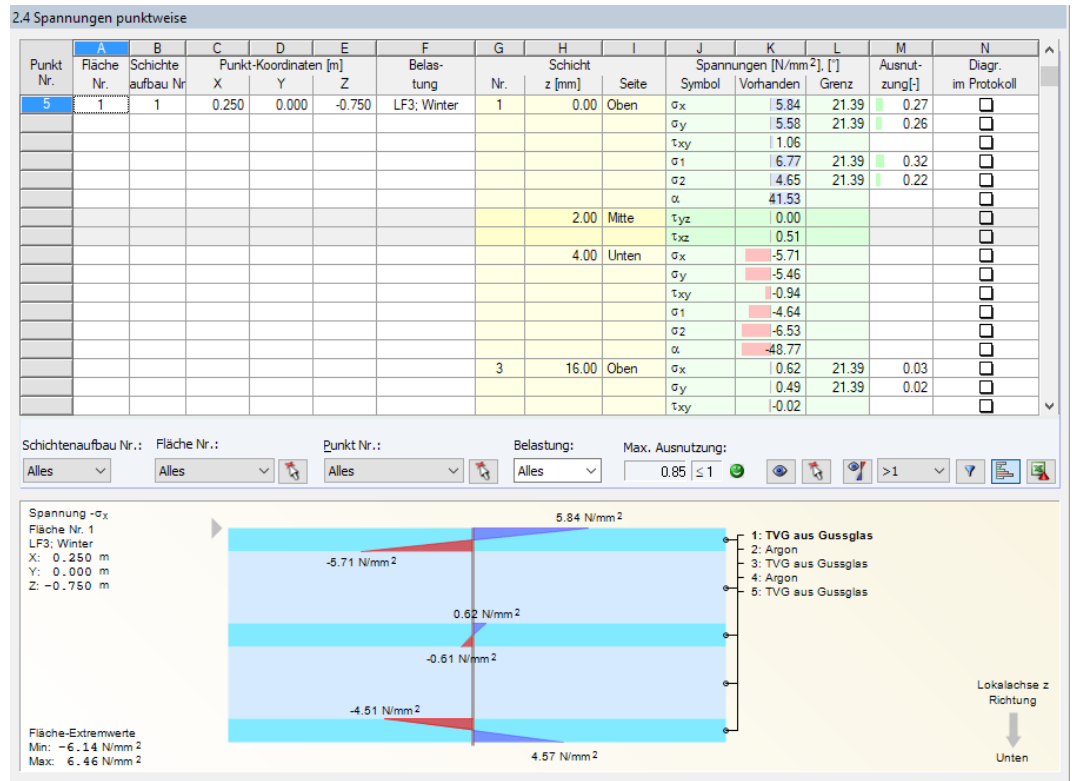 2.4 Spannungen punktweise
A B C D E F G H I J K L M N
Punkt Fläche Schichte Punkt-Koordinaten [m] Belas- Schicht Spannungen [N/mm²], [°] Ausnut- Diagr.
Nr. Nr. aufbau Nr X Y Z tung Nr. z [mm] Seite Symbol Vorhanden Grenz zung[-] im Protokoll
5 1 1 0.250 0.000 -0.750 LF3; Winter 1 0.00 Oben σx 5.84 21.39 0.27
σy 5.58 21.39 0.26
τxy 1.06
σ1 6.77 21.39 0.32
σ2 4.65 21.39 0.22
α 41.53
2.00 Mitte τyz 0.00
τxz 0.51
4.00 Unten σx -5.71
σy -5.46
τxy -0.94
σ1 -4.64
σ2 -6.53
α -48.77
3 16.00 Oben σx 0.62 21.39 0.03
σy 0.49 21.39 0.02
τxy -0.02
Schichtenaufbau Nr.: Fläche Nr.: Punkt Nr.: Belastung: Max. Ausnutzung:
Alles Alles Alles Alles 0.85 ≤ 1 >1
Spannung -σx
Fläche Nr. 1
LF3; Winter
X: 0.250 m
Y: 0.000 m
Z: -0.750 m
5.84 N/mm²
-5.71 N/mm²
0.62 N/mm²
-0.61 N/mm²
-4.51 N/mm²
4.57 N/mm²
1: TVG aus Gussglas
2: Argon
3: TVG aus Gussglas
4: Argon
5: TVG aus Gussglas
Lokalachse z
Richtung
Unten
Fläche-Extremwerte
Min: -6.14 N/mm²
Max: 6.46 N/mm²